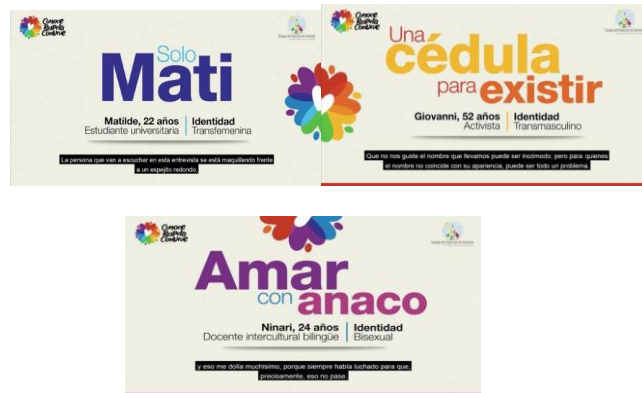 Conoce
Respeta
Convive
Solo
Mati
Matilde, 22 años
Estudiante universitaria
Identidad
Transfemenina
La persona que van a escuchar en esta entrevista se está maquillando frente
a un espejito redondo,
Conoce
Respeta
Convive
Una
cédula
para existir
Giovanni, 52 años
Activista
Identidad
Transmasculino
Que no nos guste el nombre que llevamos puede ser incómodo; pero para quienes
el nombre no coincide con su apariencia, puede ser todo un problema.
Conoce
Respeta
Convive
Amar
con anaco
Ninari, 24 años
Docente intercultural bilingüe
Identidad
Bisexual
y eso me dolía muchísimo, porque siempre había luchado para que,
precisamente, eso no pase.